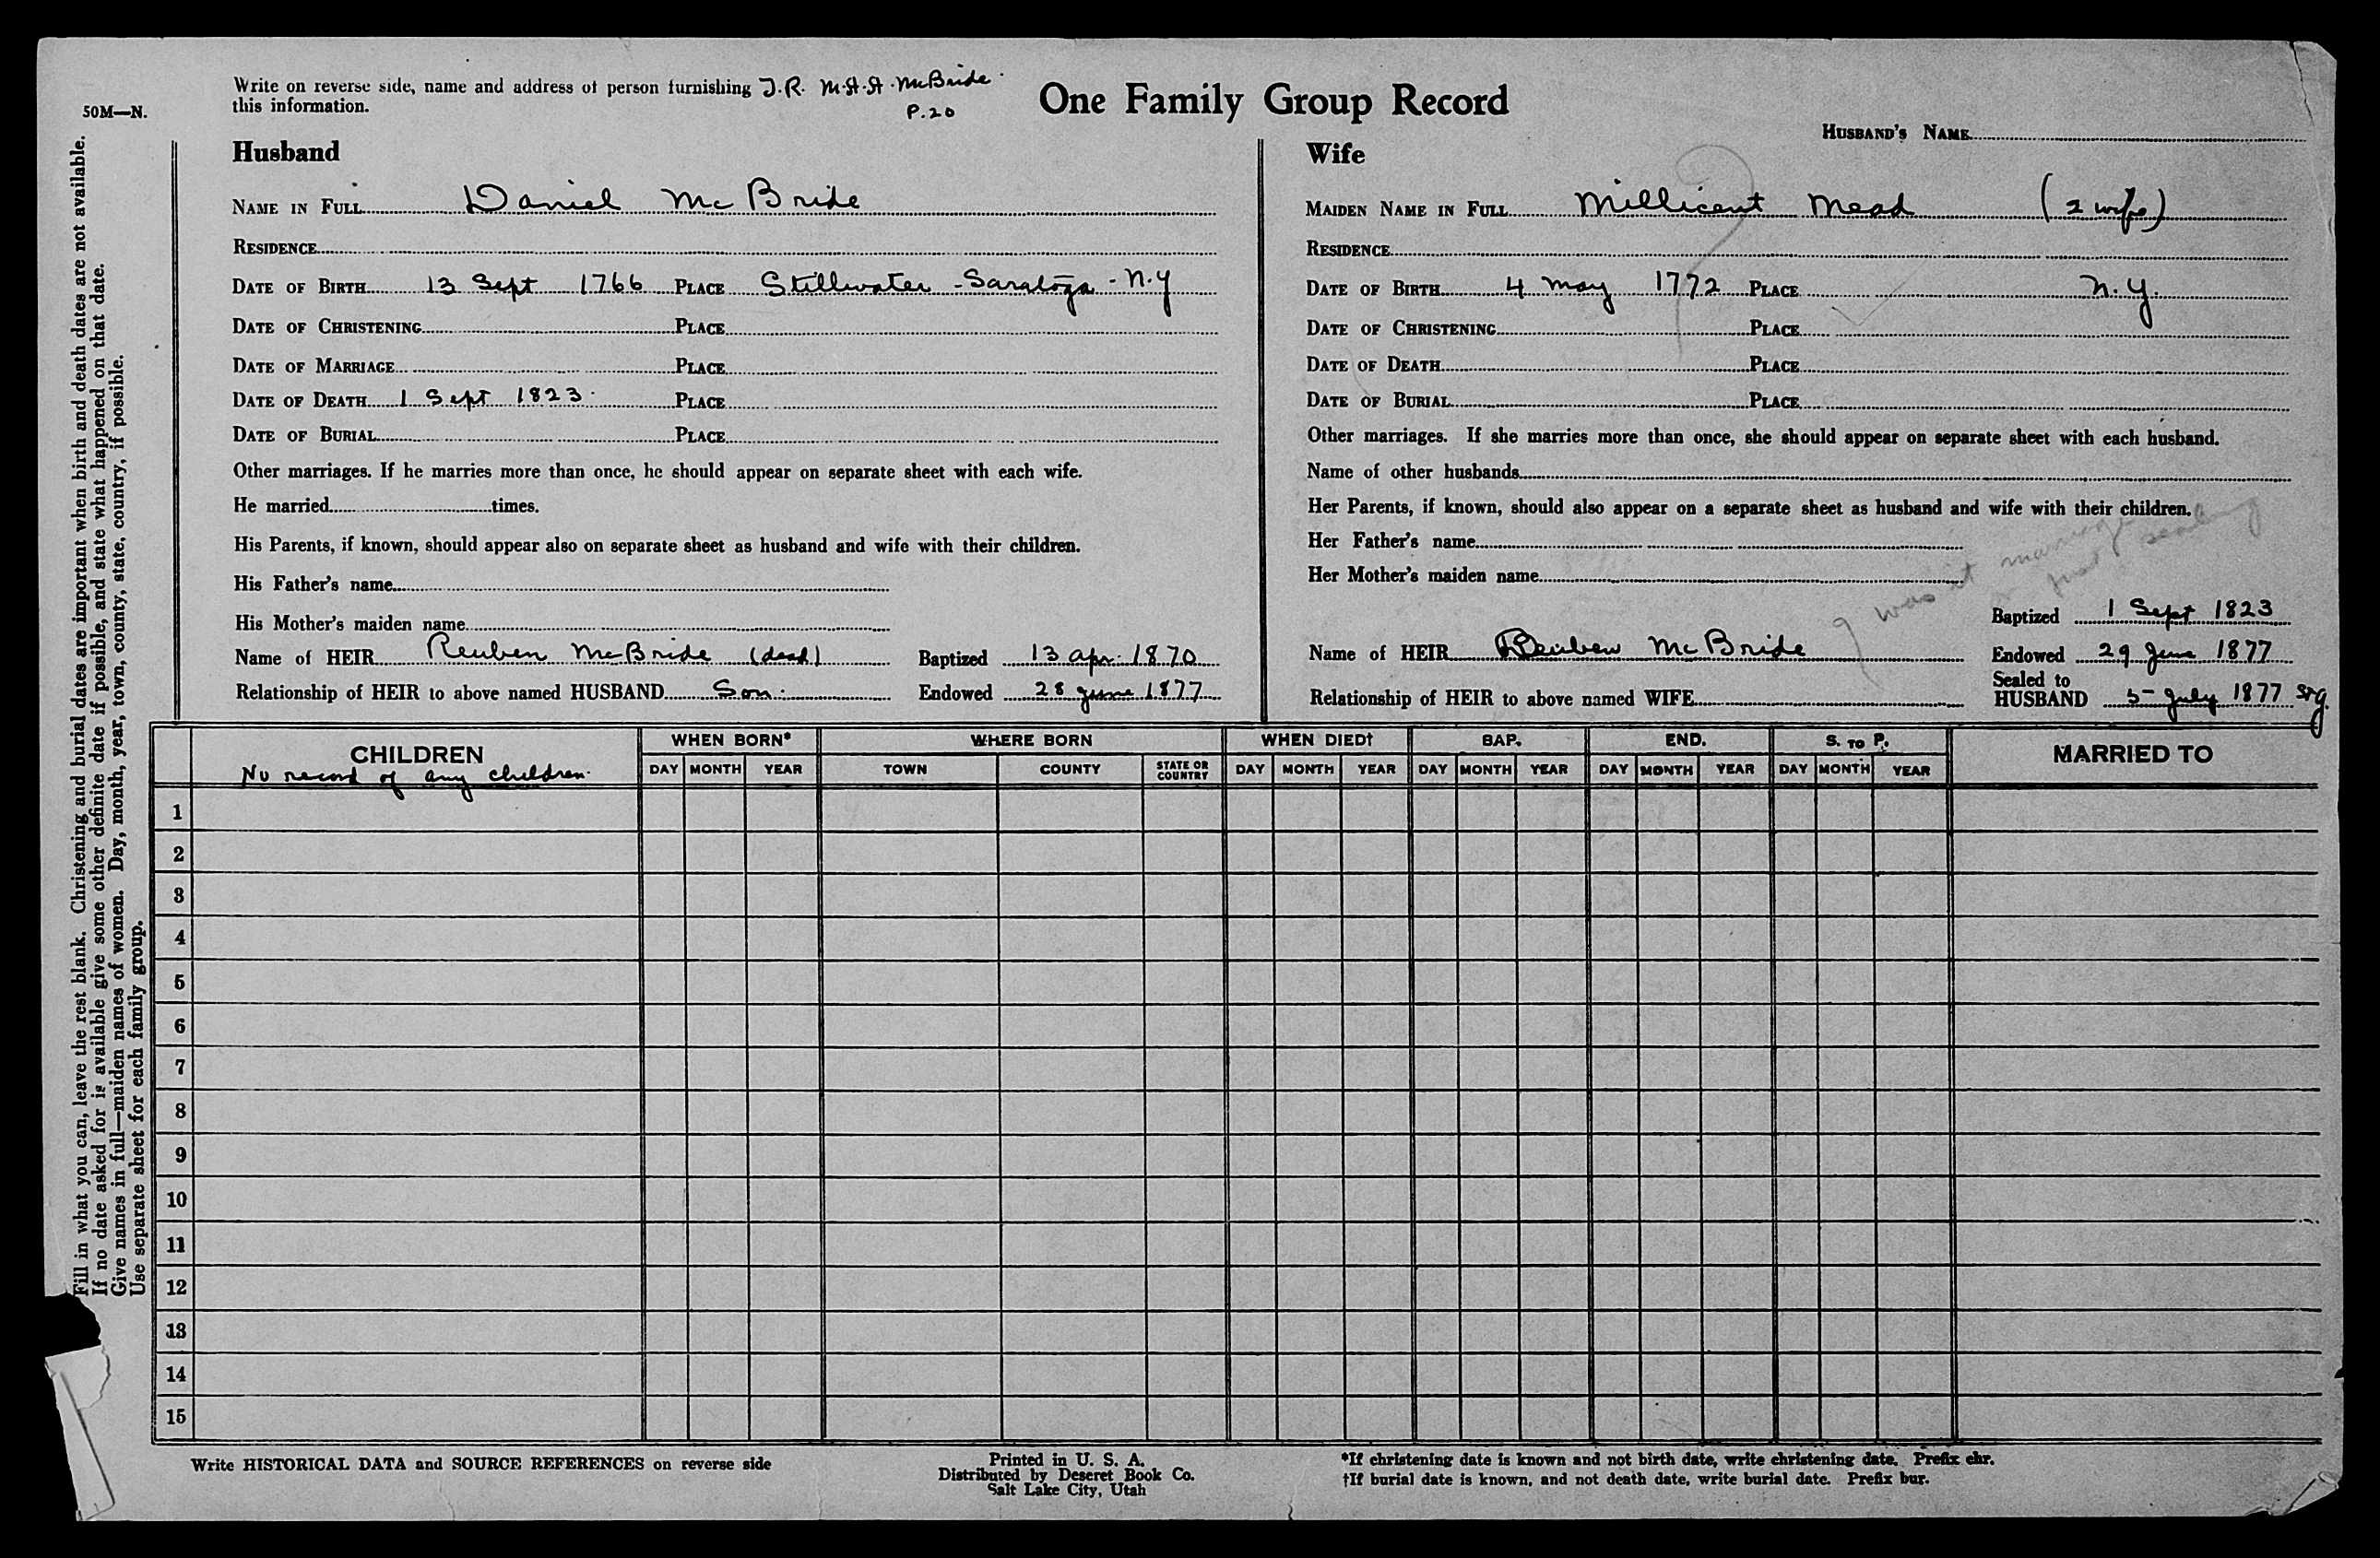 50M—N.
Write on reverse side, name and address of person furnishing T.R. M.A.A. McBride
this information. P.20
One Family Group Record
HUSBAND'S NAME
Husband
NAME IN FULL Daniel McBride
RESIDENCE
DATE OF BIRTH 13 Sept 1766 PLACE Stillwater - Saratoga - N.Y
DATE OF CHRISTENING PLACE
DATE OF MARRIAGE PLACE
DATE OF DEATH 1 Sept 1823 PLACE
DATE OF BURIAL PLACE
Other marriages. If he married more than once, he should appear on separate sheet with each wife.
He married times.
His Parents, if known, should appear also on separate sheet as husband and wife with their children.
His Father's name
His Mother's maiden name
Name of HEIR Reuben McBride (dead) Baptized 13 apr. 1870
Relationship of HEIR to above named HUSBAND Son. Endowed 28 June 1877
Wife
MAIDEN NAME IN FULL Millicent Mead (2 wife)
RESIDENCE
DATE OF BIRTH 4 May 1772 PLACE N.Y.
DATE OF CHRISTENING PLACE
DATE OF DEATH PLACE
DATE OF BURIAL PLACE
Other marriages. If she marries more than once, she should appear on separate sheet with each husband.
Name of other husbands
Her Parents, if known, should also appear on a separate sheet as husband and wife with their children.
Her Father's name
Her Mother's maiden name
? was it marriage
or just sealing
Baptized 1 Sept 1823
Name of HEIR Reuben McBride Endowed 29 June 1877
Relationship of HEIR to above named WIFE Sealed to HUSBAND 5 July 1877 StG.
CHILDREN WHEN BORN* WHERE BORN WHEN DIED† BAP. END. S. TO P. MARRIED TO
No record of any children. DAY MONTH YEAR TOWN COUNTY STATE OR COUNTRY DAY MONTH YEAR DAY MONTH YEAR DAY MONTH YEAR DAY MONTH YEAR
1
2
3
4
5
6
7
8
9
10
11
12
13
14
15
Fill in what you can, leave the rest blank. Christening and burial dates are important when birth and death dates are not available.
If no date asked for is available give some other definite date if possible, and state what happened on that date.
Give names in full—maiden names of women. Day, month, year, town, county, state, country, if possible.
Use separate sheet for each family group.
Write HISTORICAL DATA and SOURCE REFERENCES on reverse side
Printed in U. S. A.
Distributed by Deseret Book Co.
Salt Lake City, Utah
*If christening date is known and not birth date, write christening date. Prefix chr.
†If burial date is known, and not death date, write burial date. Prefix bur.